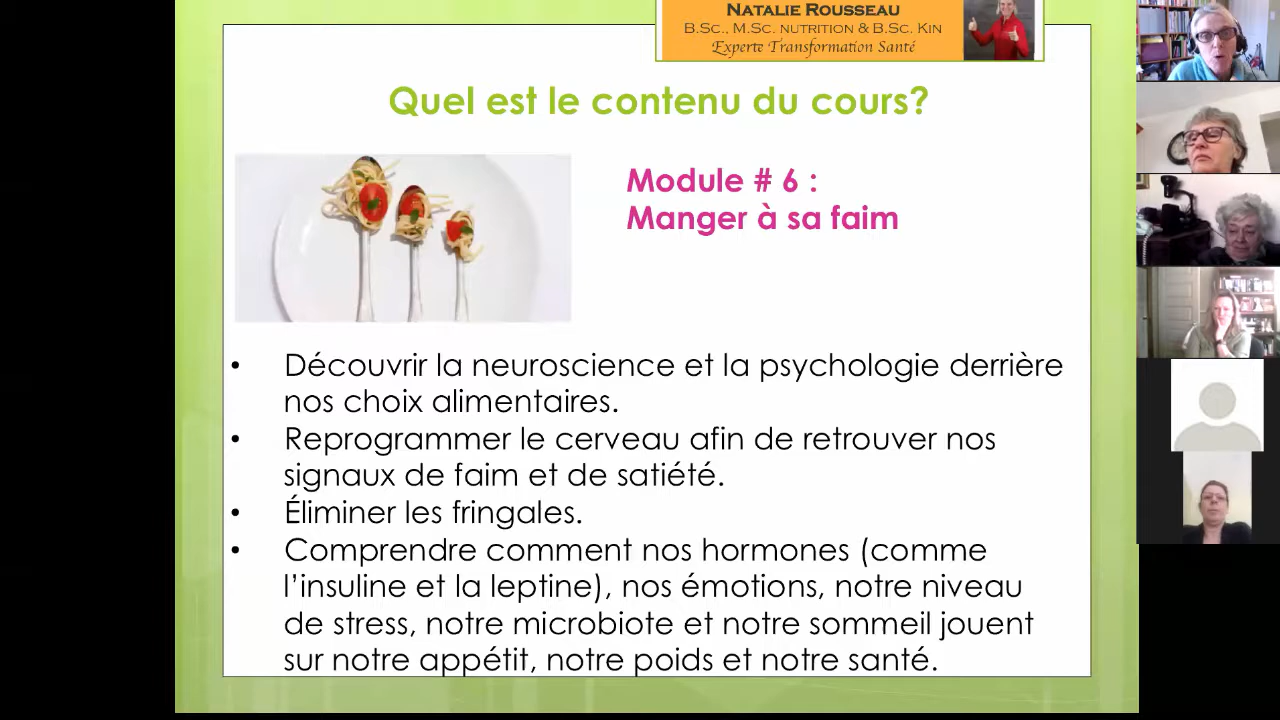 NATALIE ROUSSEAU
B.SC., M.SC. NUTRITION & B.SC. KIN
Experte Transformation Santé
Quel est le contenu du cours?
Module # 6 :
Manger à sa faim
• Découvrir la neuroscience et la psychologie derrière
nos choix alimentaires.
• Reprogrammer le cerveau afin de retrouver nos
signaux de faim et de satiété.
• Éliminer les fringales.
• Comprendre comment nos hormones (comme
l’insuline et la leptine), nos émotions, notre niveau
de stress, notre microbiote et notre sommeil jouent
sur notre appétit, notre poids et notre santé.